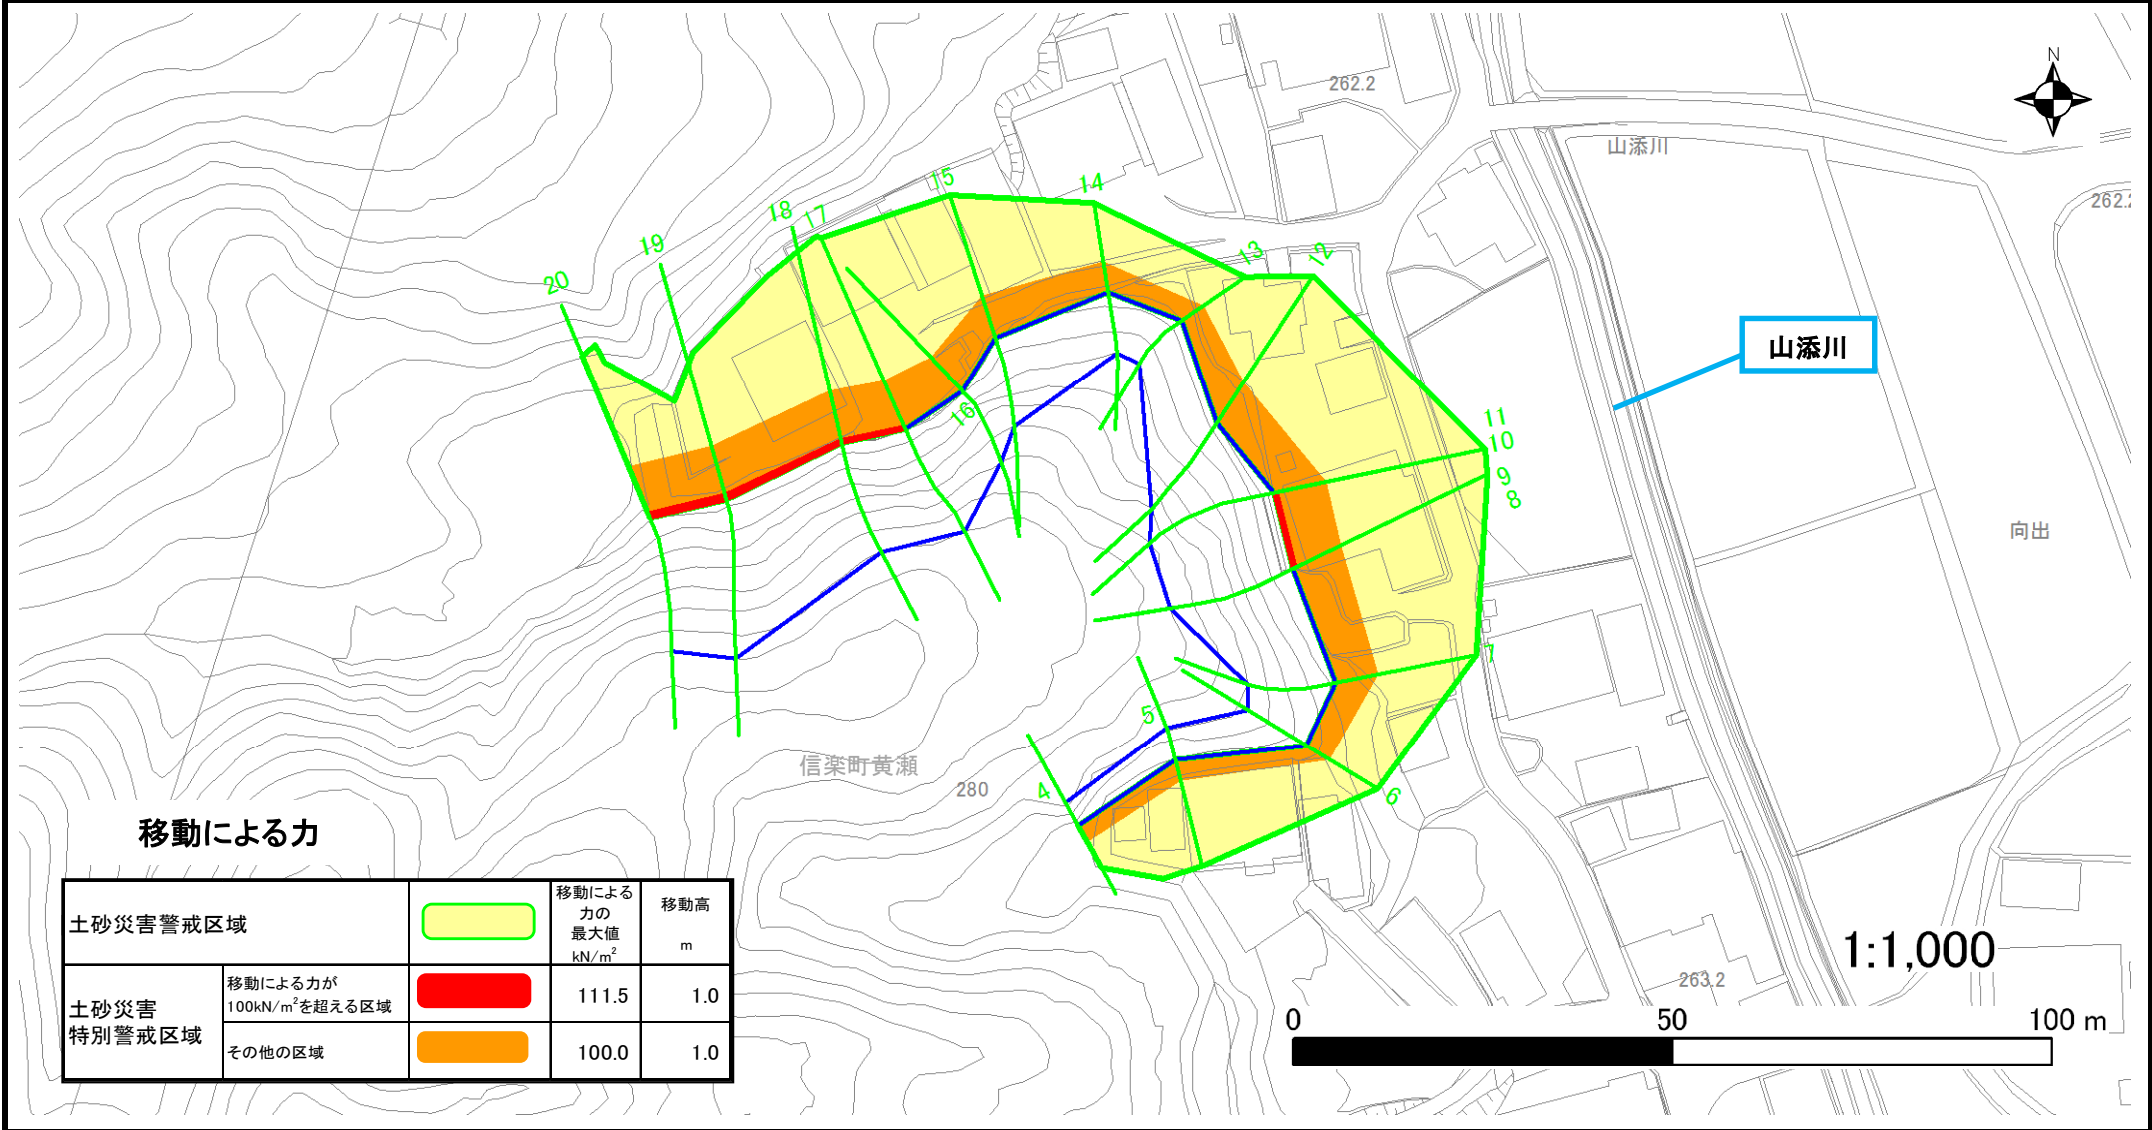 N
262.2
山添川
262.2
15
14
18
17
19
13
12
20
山添川
16
11
10
9
8
向出
7
5
信楽町黄瀬
280
4
6
移動による力
土砂災害警戒区域
移動による
力の
最大値
kN/m²
移動高
m
土砂災害
特別警戒区域
移動による力が
100kN/m²を超える区域
111.5
1.0
その他の区域
100.0
1.0
1:1,000
263.2
0
50
100 m